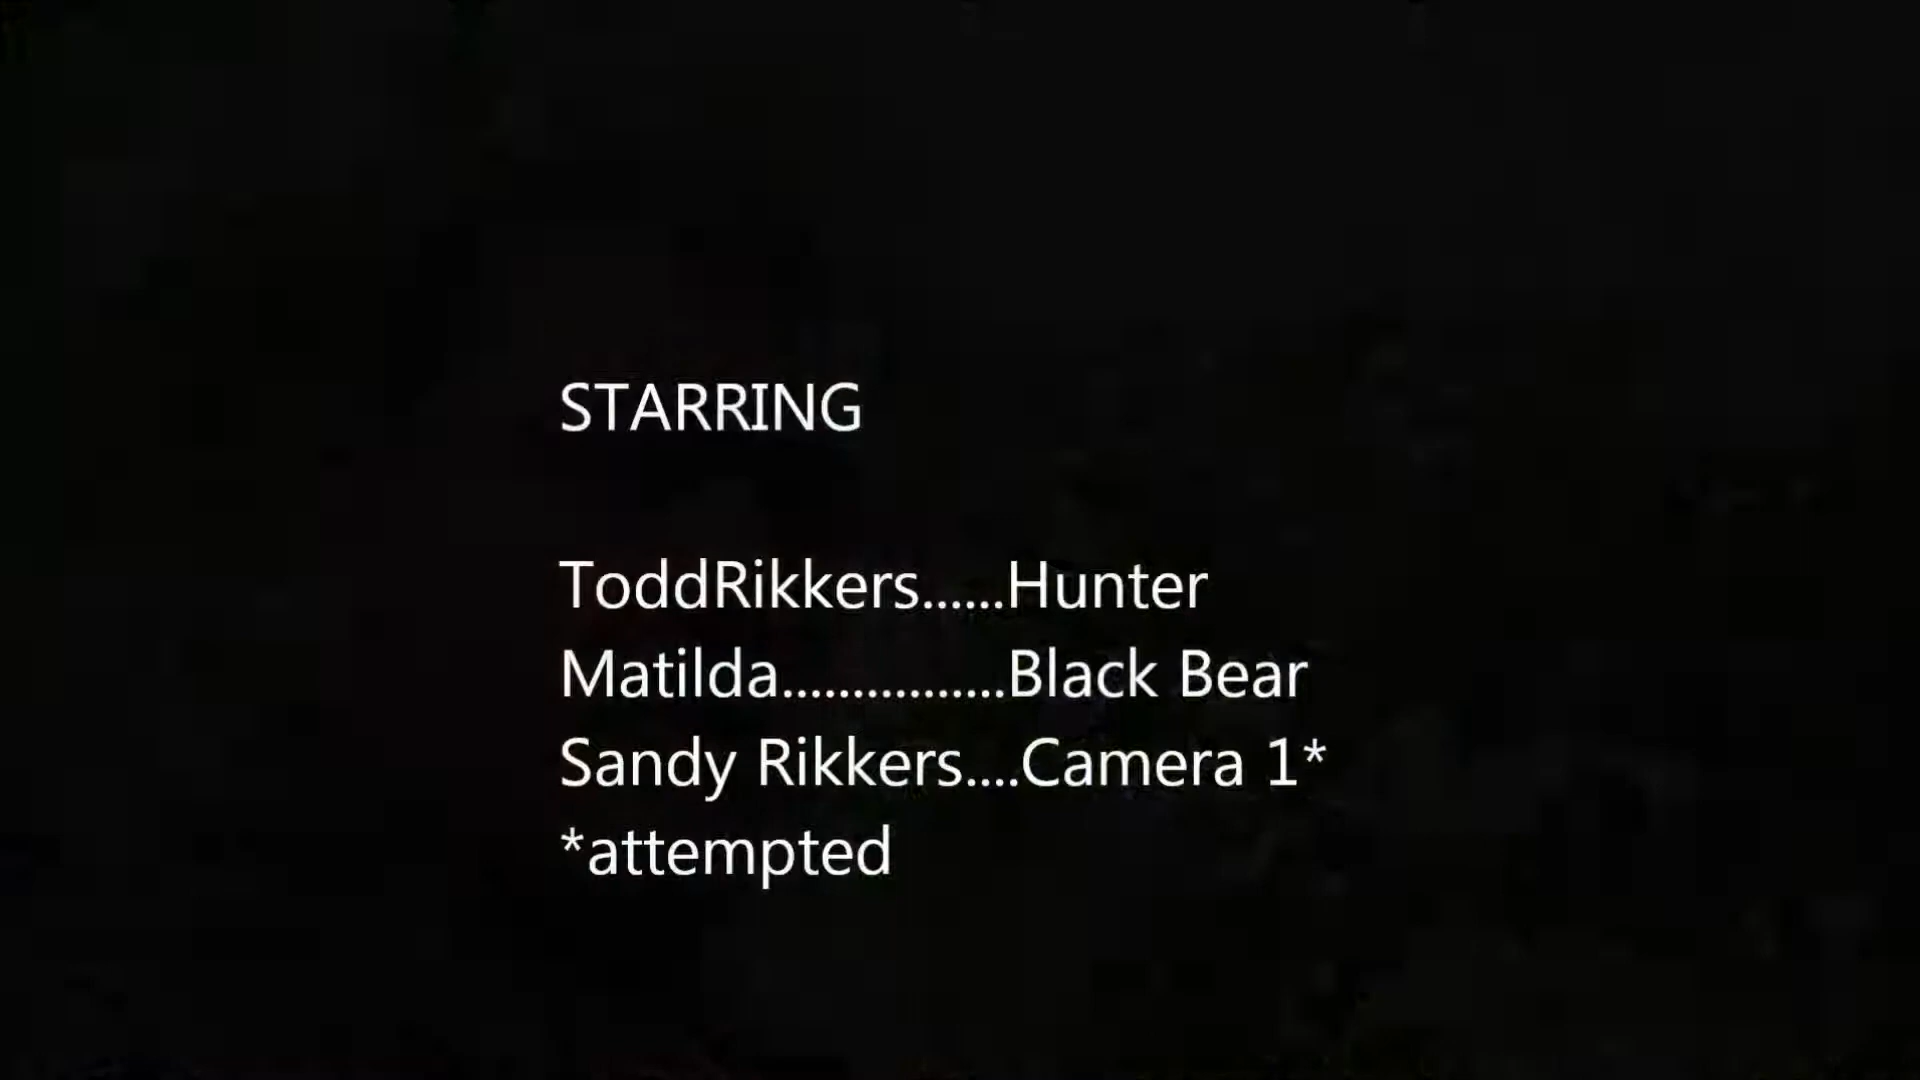 STARRING
ToddRikkers......Hunter
Matilda................Black Bear
Sandy Rikkers....Camera 1*
*attempted